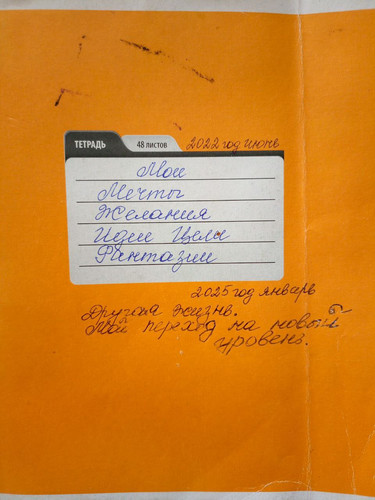 ТЕТРАДЬ 48 листов 2022 год июнь
Мои
Мечты
Желания
Идеи Цели
Фантазии
2025 год январь
Другая жизнь.
Мой переход на новый
уровень.